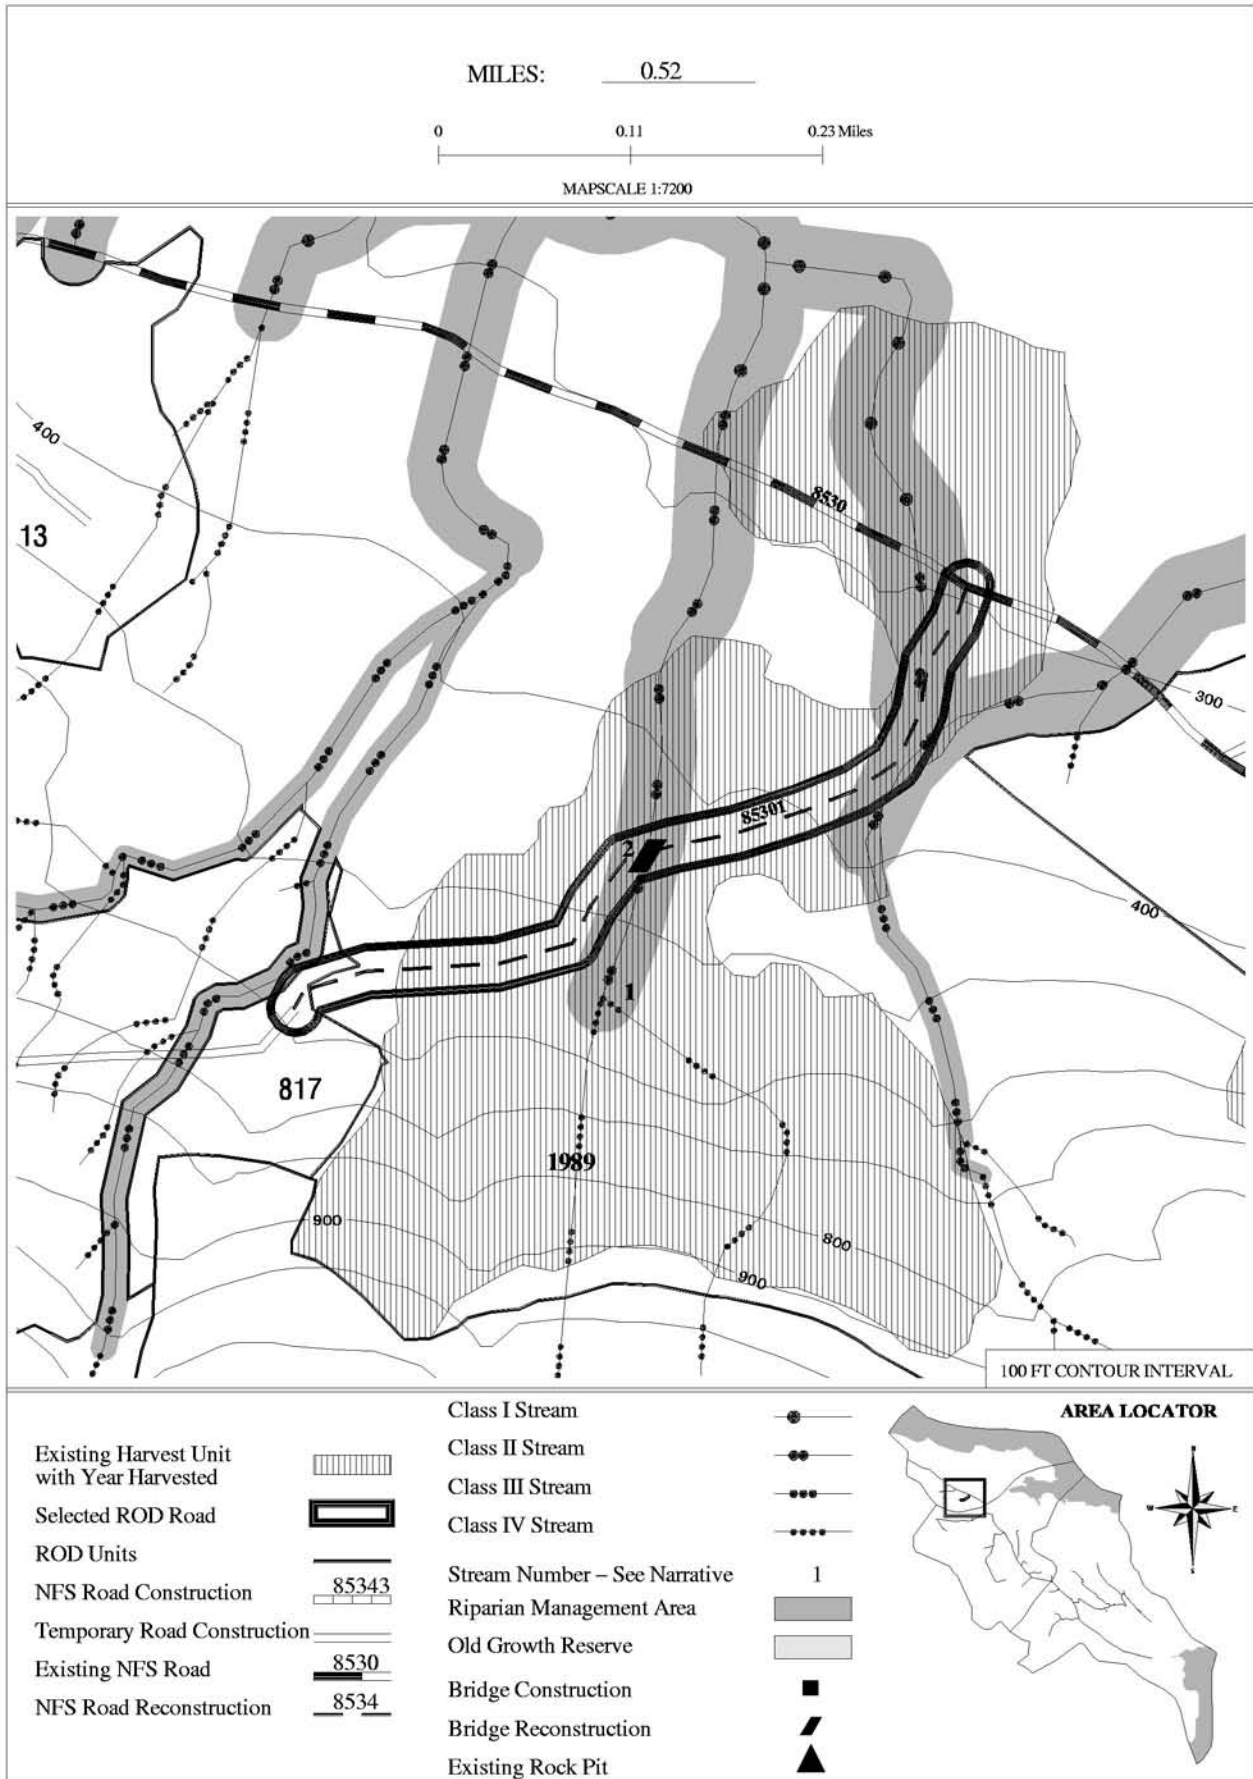 MILES: 0.52
0 0.11 0.23 Miles
MAPSCALE 1:7200
400
13
8530
300
85301
2
400
1
817
1989
900
800
900
100 FT CONTOUR INTERVAL
Existing Harvest Unit
with Year Harvested
Selected ROD Road
ROD Units
NFS Road Construction 85343
Temporary Road Construction
Existing NFS Road 8530
NFS Road Reconstruction 8534
Class I Stream
Class II Stream
Class III Stream
Class IV Stream
Stream Number – See Narrative 1
Riparian Management Area
Old Growth Reserve
Bridge Construction
Bridge Reconstruction
Existing Rock Pit
AREA LOCATOR
N
W E
S